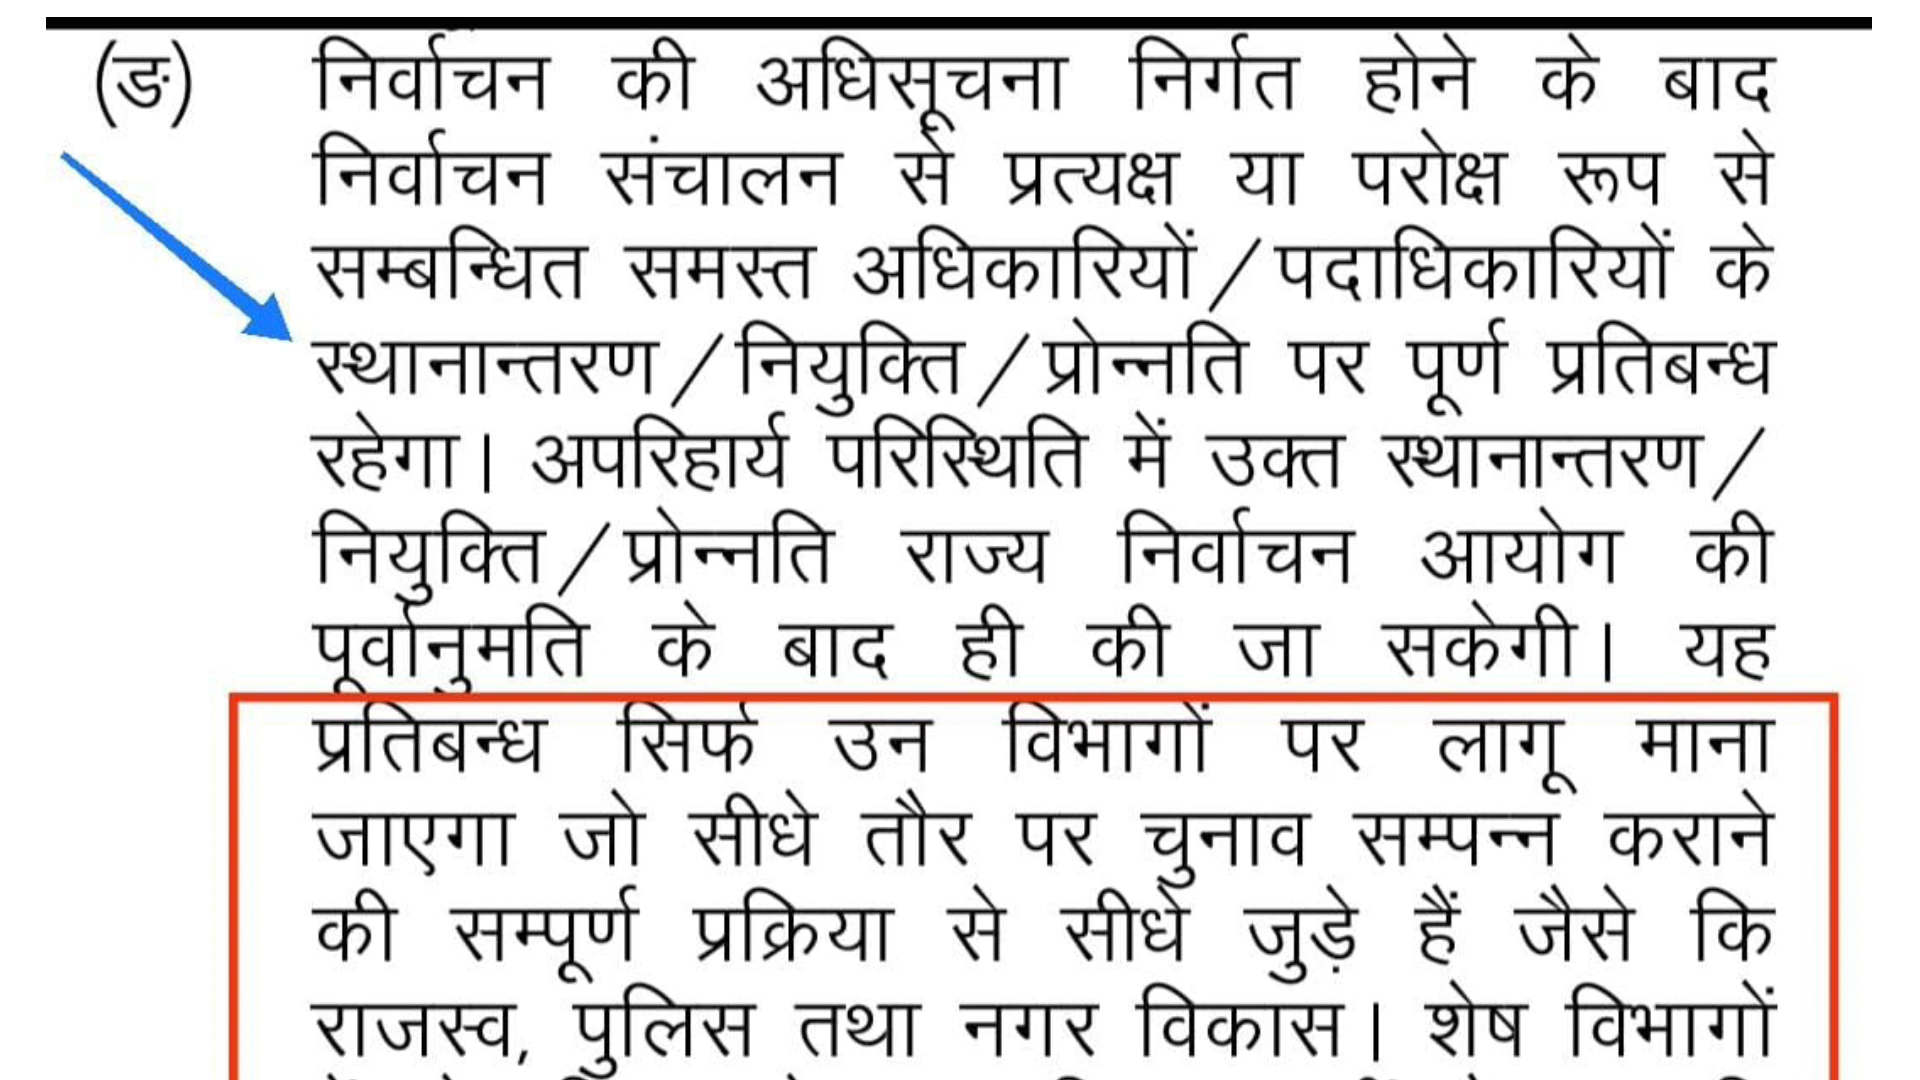 (ङ) निर्वाचन की अधिसूचना निर्गत होने के बाद
निर्वाचन संचालन से प्रत्यक्ष या परोक्ष रूप से
सम्बन्धित समस्त अधिकारियों/पदाधिकारियों के
स्थानान्तरण/नियुक्ति/प्रोन्नति पर पूर्ण प्रतिबन्ध
रहेगा। अपरिहार्य परिस्थिति में उक्त स्थानान्तरण/
नियुक्ति/प्रोन्नति राज्य निर्वाचन आयोग की
पूर्वानुमति के बाद ही की जा सकेगी। यह
प्रतिबन्ध सिर्फ उन विभागों पर लागू माना
जाएगा जो सीधे तौर पर चुनाव सम्पन्न कराने
की सम्पूर्ण प्रक्रिया से सीधे जुड़े हैं जैसे कि
राजस्व, पुलिस तथा नगर विकास। शेष विभागों